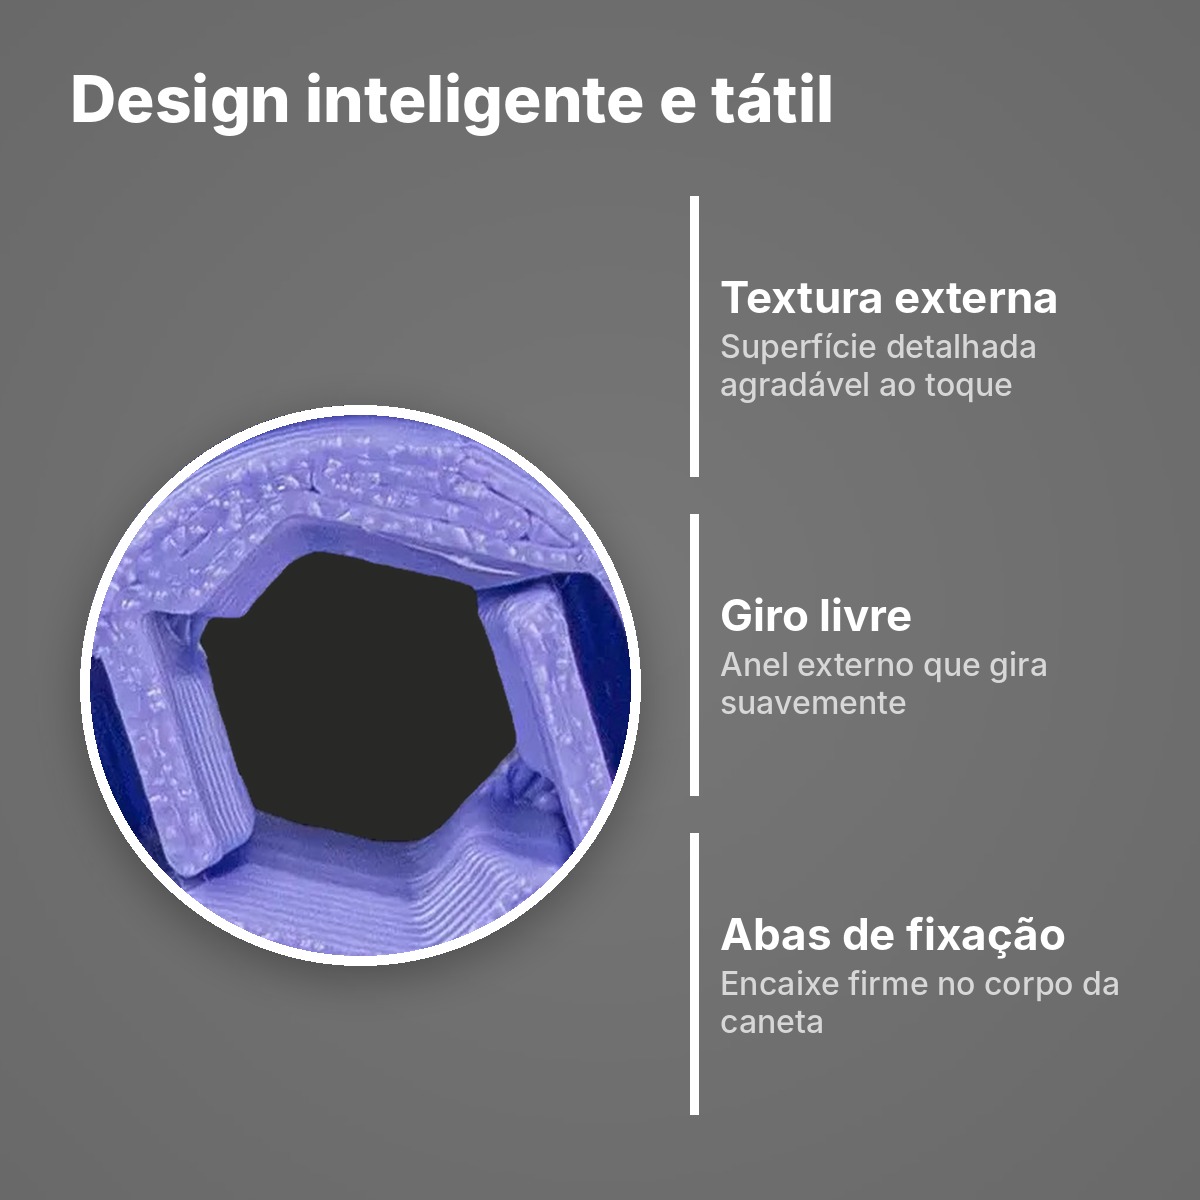 Design inteligente e tátil
Textura externa
Superfície detalhada
agradável ao toque
Giro livre
Anel externo que gira
suavemente
Abas de fixação
Encaixe firme no corpo da
caneta